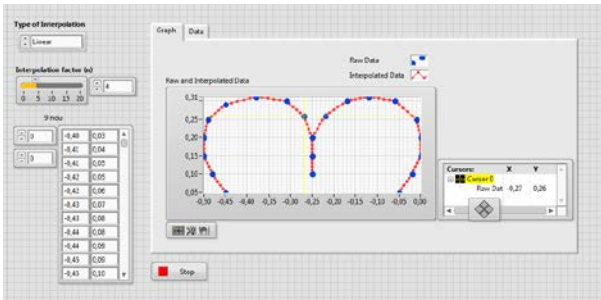 Type of Interpolation
Linear
Interpolation factor (n)
4
0 5 10 15 20
9 nou
0
0
-0,40 0,03
-0,41 0,04
-0,41 0,05
-0,42 0,05
-0,42 0,06
-0,43 0,07
-0,43 0,08
-0,44 0,08
-0,44 0,09
-0,45 0,09
-0,45 0,10
Graph Data
Raw Data
Interpolated Data
Raw and Interpolated Data
0,31
0,25
0,20
0,15
0,10
0,05
-0,50 -0,45 -0,40 -0,35 -0,30 -0,25 -0,20 -0,15 -0,10 -0,05 0,00
Cursors: X Y
Cursor 0
Raw Dat -0,27 0,26
Stop